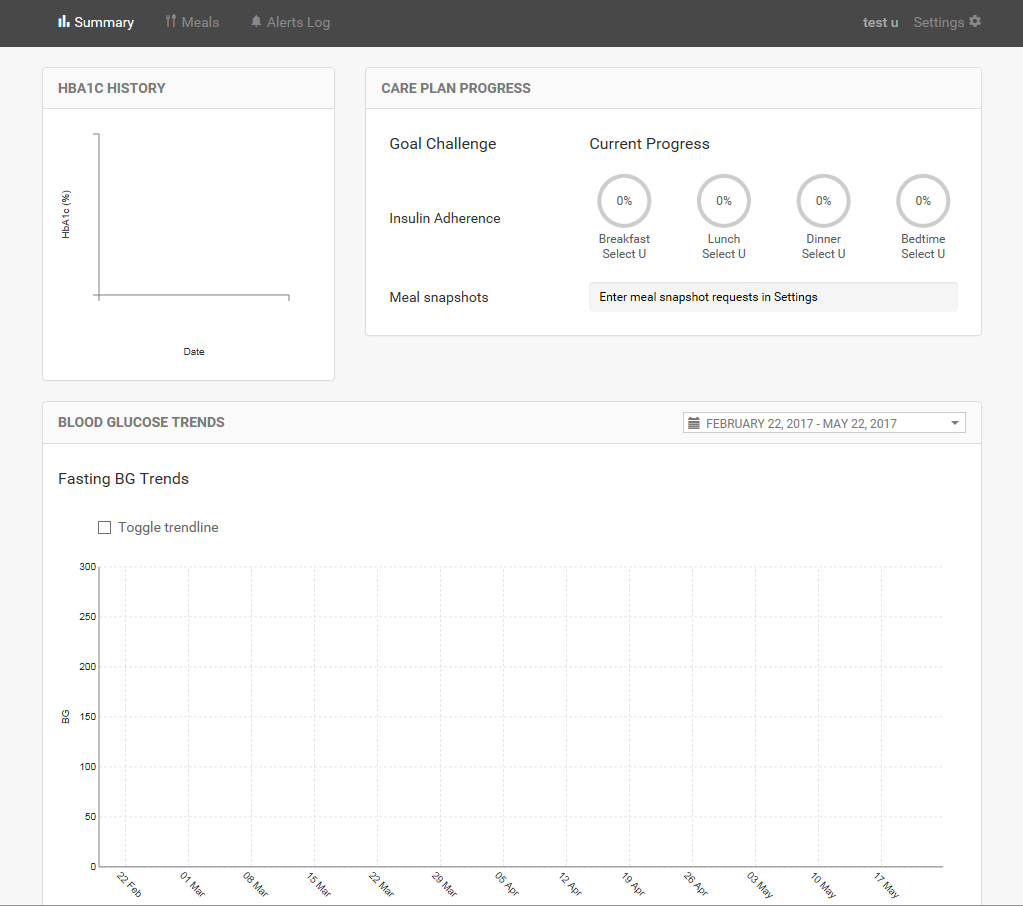 Summary Meals Alerts Log test u Settings
HBA1C HISTORY
HbA1c (%)
Date
CARE PLAN PROGRESS
Goal Challenge Current Progress
Insulin Adherence
0% 0% 0% 0%
Breakfast Lunch Dinner Bedtime
Select U Select U Select U Select U
Meal snapshots Enter meal snapshot requests in Settings
BLOOD GLUCOSE TRENDS FEBRUARY 22, 2017 - MAY 22, 2017
Fasting BG Trends
Toggle trendline
300
250
200
BG
150
100
50
0
22 Feb 01 Mar 08 Mar 15 Mar 22 Mar 29 Mar 05 Apr 12 Apr 19 Apr 26 Apr 03 May 10 May 17 May